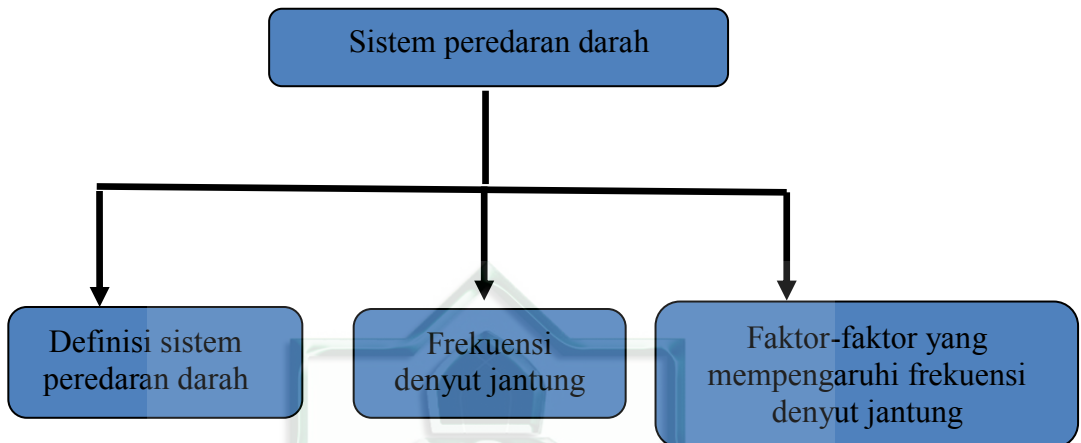 Sistem peredaran darah
Definisi sistem
peredaran darah
Frekuensi
denyut jantung
Faktor-faktor yang
mempengaruhi frekuensi
denyut jantung